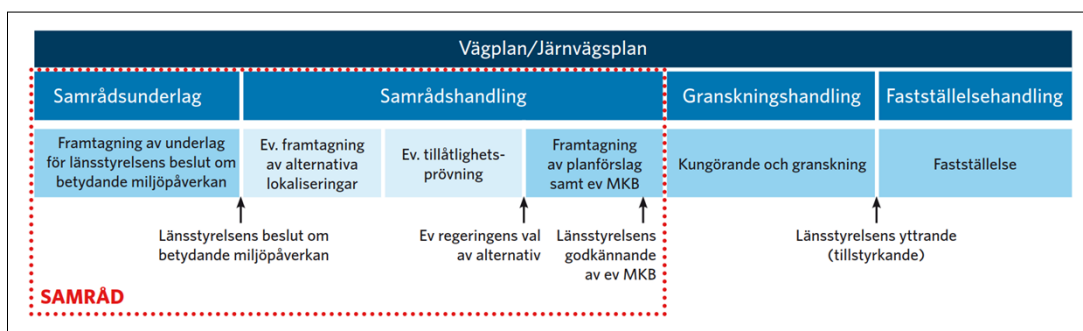 Vägplan/Järnvägsplan
Samrådsunderlag
Samrådshandling
Granskningshandling
Fastställelsehandling
Framtagning av underlag
för länsstyrelsens beslut om
betydande miljöpåverkan
Ev. framtagning
av alternativa
lokaliseringar
Ev. tillåtlighets-
prövning
Framtagning
av planförslag
samt ev MKB
Kungörande och granskning
Fastställelse
Länsstyrelsens beslut om
betydande miljöpåverkan
Ev regeringens val
av alternativ
Länsstyrelsens
godkännande
av ev MKB
Länsstyrelsens yttrande
(tillstyrkande)
SAMRÅD